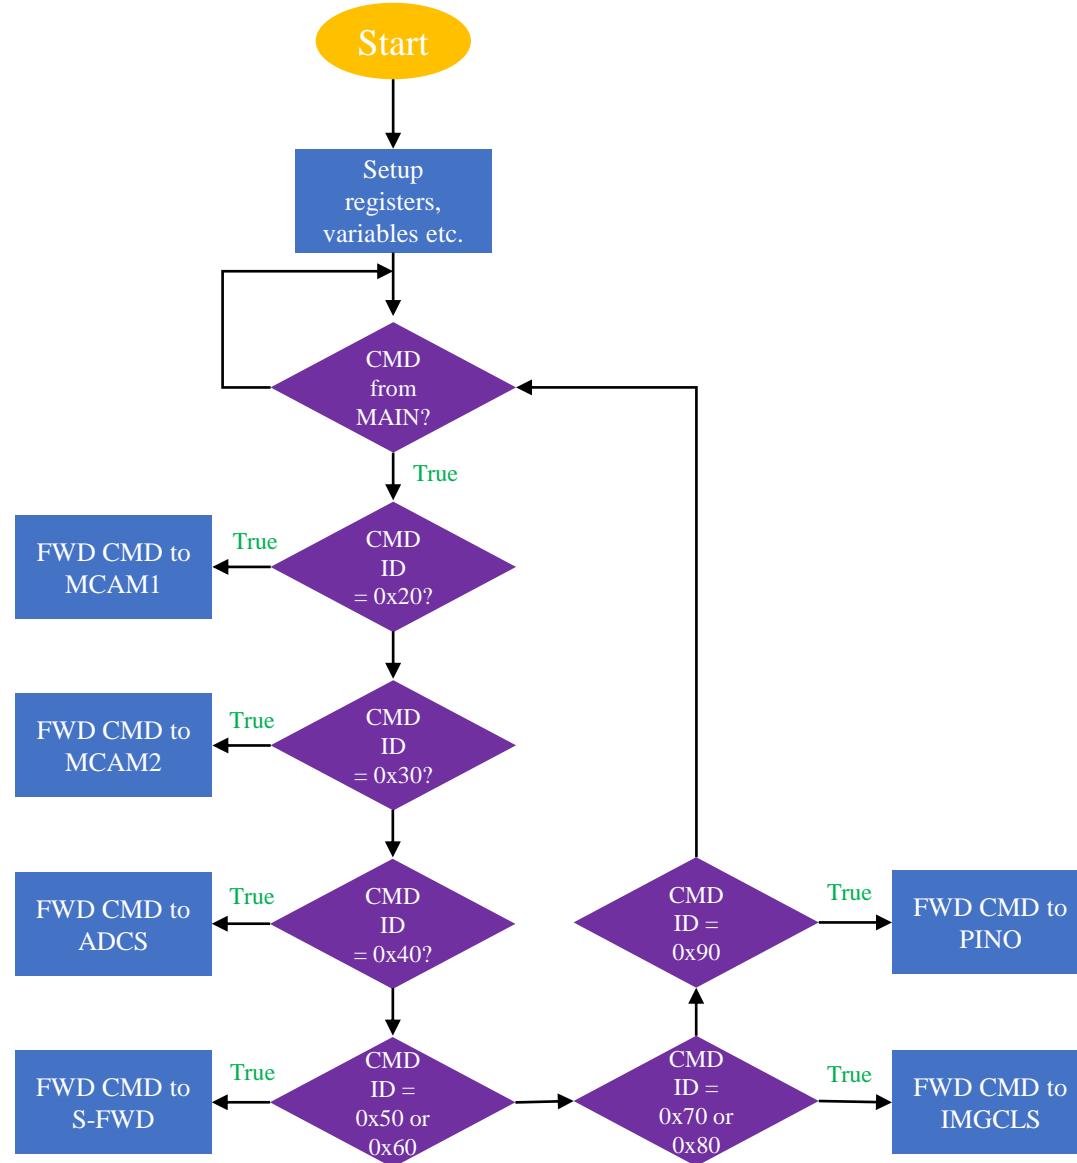 Start
Setup
registers,
variables etc.
CMD
from
MAIN?
True
FWD CMD to
MCAM1
True
CMD
ID
= 0x20?
FWD CMD to
MCAM2
True
CMD
ID
= 0x30?
FWD CMD to
ADCS
True
CMD
ID
= 0x40?
CMD
ID =
0x90
True
FWD CMD to
PINO
FWD CMD to
S-FWD
True
CMD
ID =
0x50 or
0x60
CMD
ID =
0x70 or
0x80
True
FWD CMD to
IMGCLS